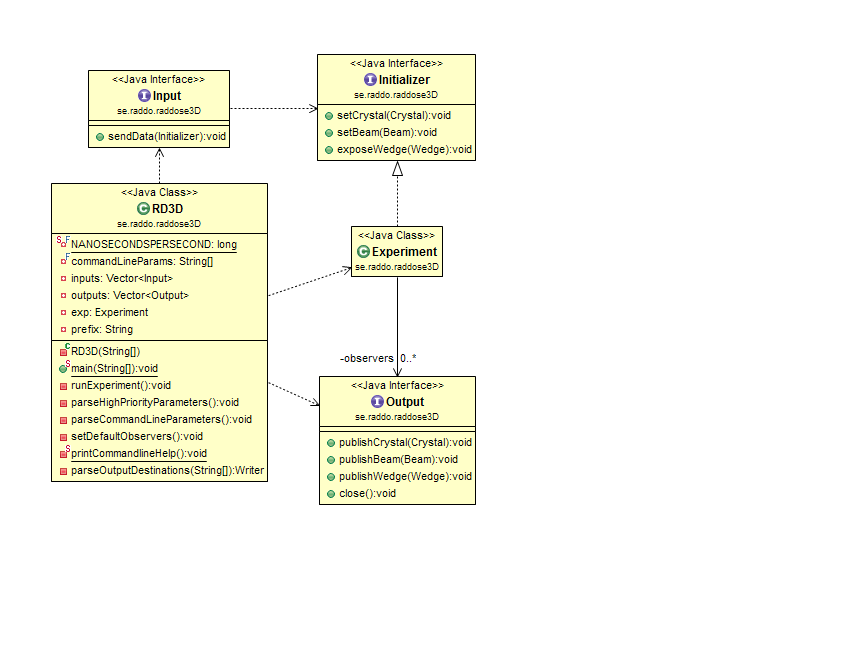 <<Java Interface>>
I Input
se.raddo.raddose3D
sendData(Initializer):void
<<Java Interface>>
I Initializer
se.raddo.raddose3D
setCrystal(Crystal):void
setBeam(Beam):void
exposeWedge(Wedge):void
<<Java Class>>
C RD3D
se.raddo.raddose3D
S F NANOSECONDSPERSECOND: long
F commandLineParams: String[]
inputs: Vector<Input>
outputs: Vector<Output>
exp: Experiment
prefix: String
C RD3D(String[])
S main(String[]):void
runExperiment():void
parseHighPriorityParameters():void
parseCommandLineParameters():void
setDefaultObservers():void
S printCommandlineHelp():void
parseOutputDestinations(String[]):Writer
<<Java Class>>
C Experiment
se.raddo.raddose3D
-observers 0..*
<<Java Interface>>
I Output
se.raddo.raddose3D
publishCrystal(Crystal):void
publishBeam(Beam):void
publishWedge(Wedge):void
close():void